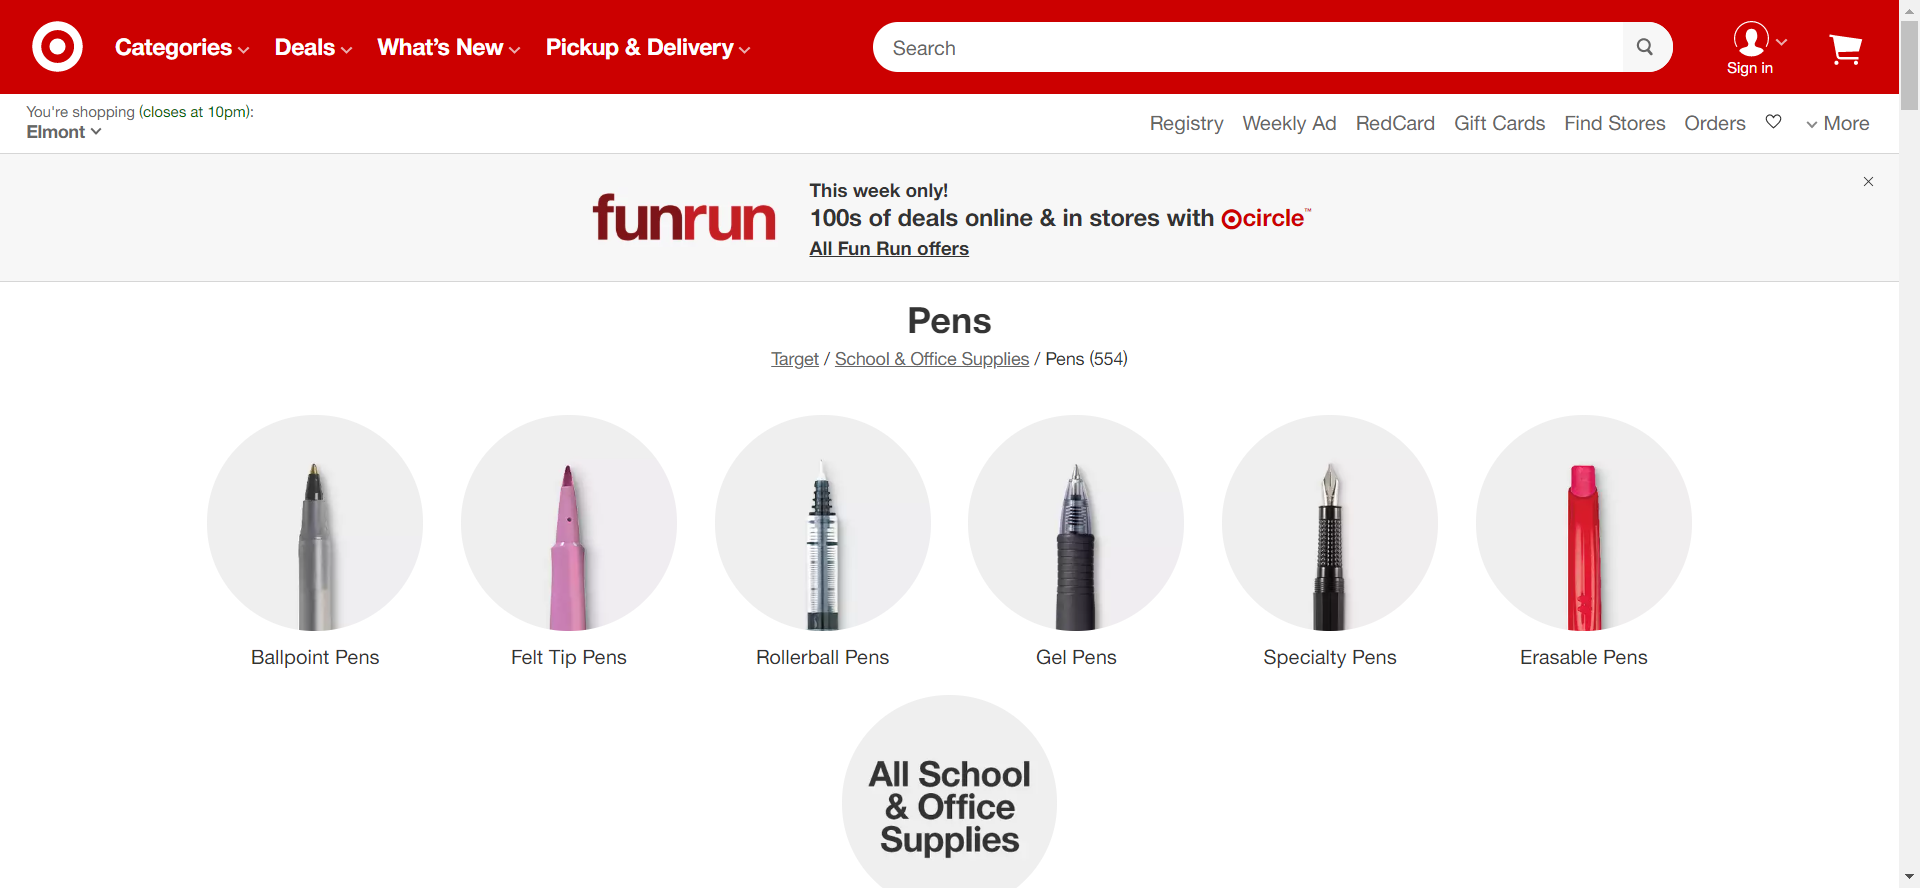 Categories
Deals
What's New
Pickup & Delivery
Search
Sign in
You're shopping (closes at 10pm):
Elmont
Registry
Weekly Ad
RedCard
Gift Cards
Find Stores
Orders
More
funrun
This week only!
100s of deals online & in stores with circle™
All Fun Run offers
Pens
Target / School & Office Supplies / Pens (554)
Ballpoint Pens
Felt Tip Pens
Rollerball Pens
Gel Pens
Specialty Pens
Erasable Pens
All School
& Office
Supplies